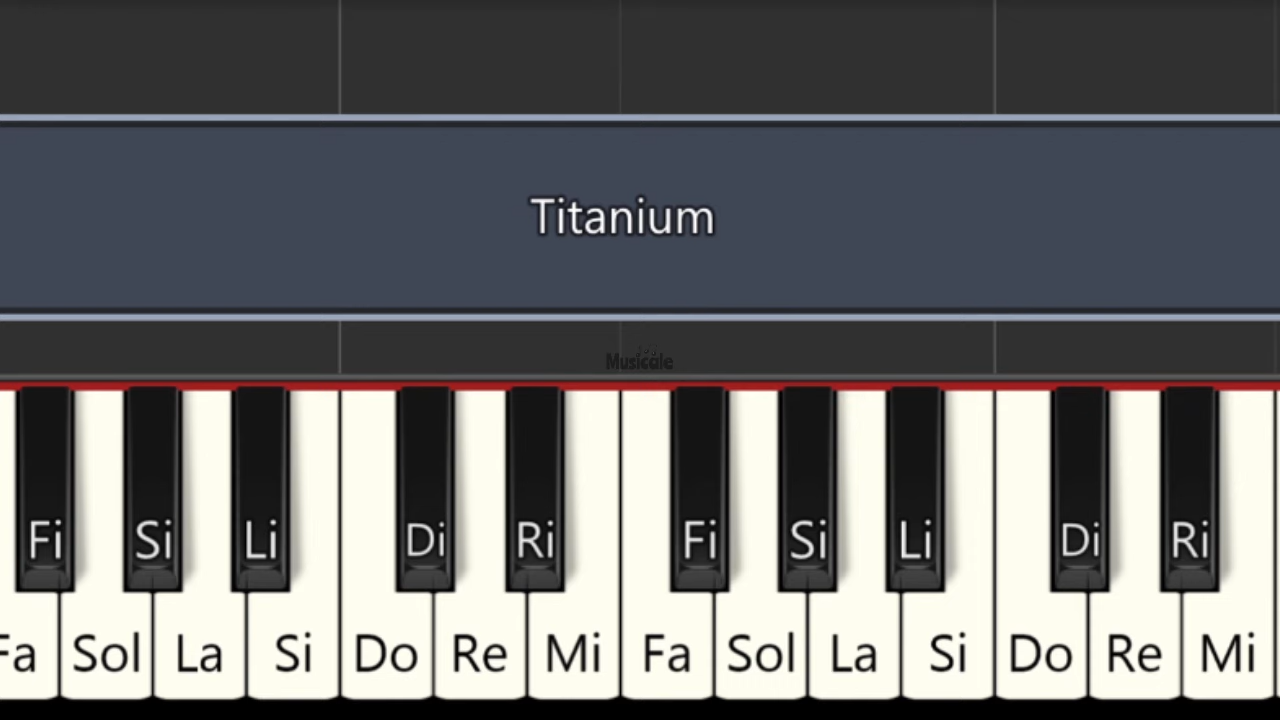 Titanium
Musicale
Fi Si Li Di Ri Fi Si Li Di Ri
Fa Sol La Si Do Re Mi Fa Sol La Si Do Re Mi